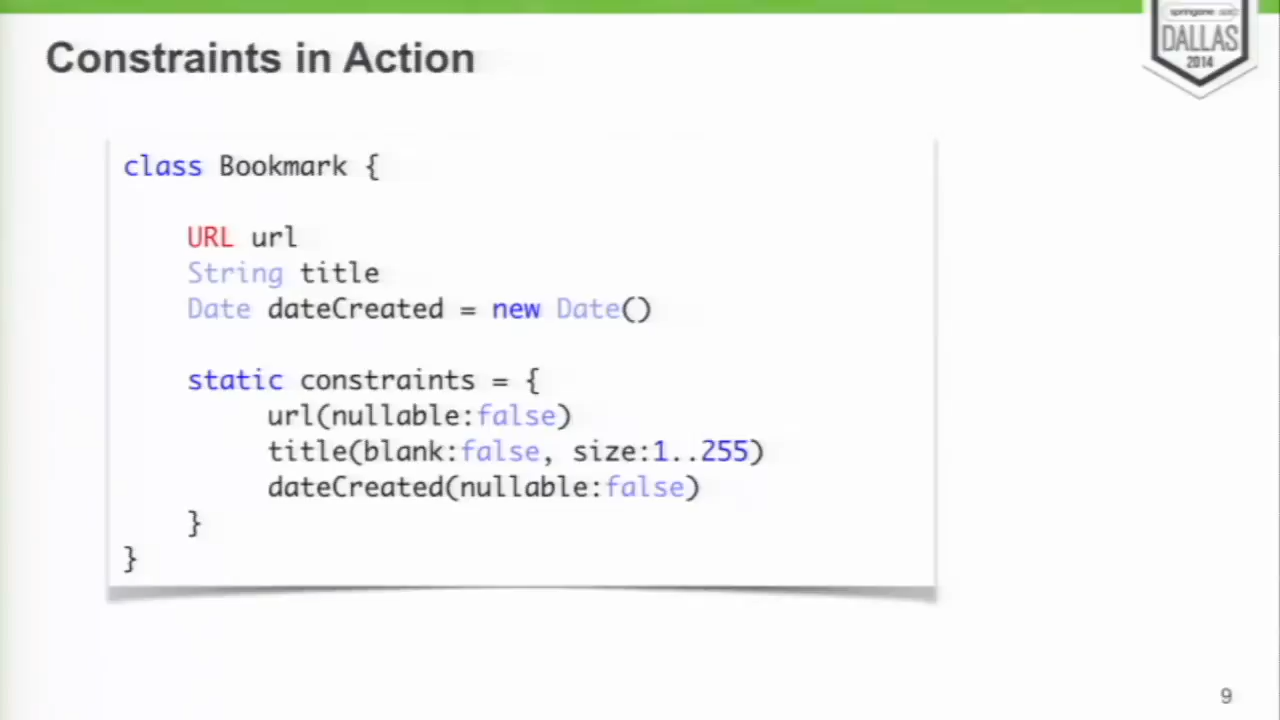 Constraints in Action
DALLAS
2014
class Bookmark {
URL url
String title
Date dateCreated = new Date()
static constraints = {
url(nullable:false)
title(blank:false, size:1..255)
dateCreated(nullable:false)
}
}
9